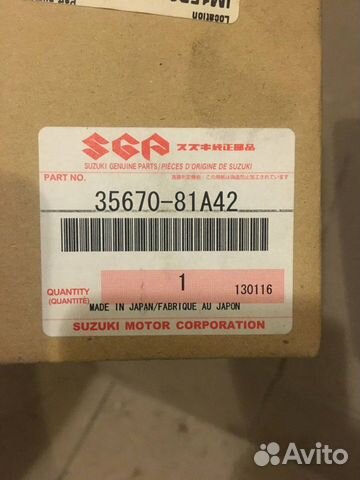 Location
SGP スズキ純正部品
SUZUKI GENUINE PARTS/PIÈCES D'ORIGINE DE SUZUKI
PART NO.
35670-81A42
QUANTITY
(QUANTITÉ)
1
130116
MADE IN JAPAN/FABRIQUE AU JAPON
SUZUKI MOTOR CORPORATION
Avito